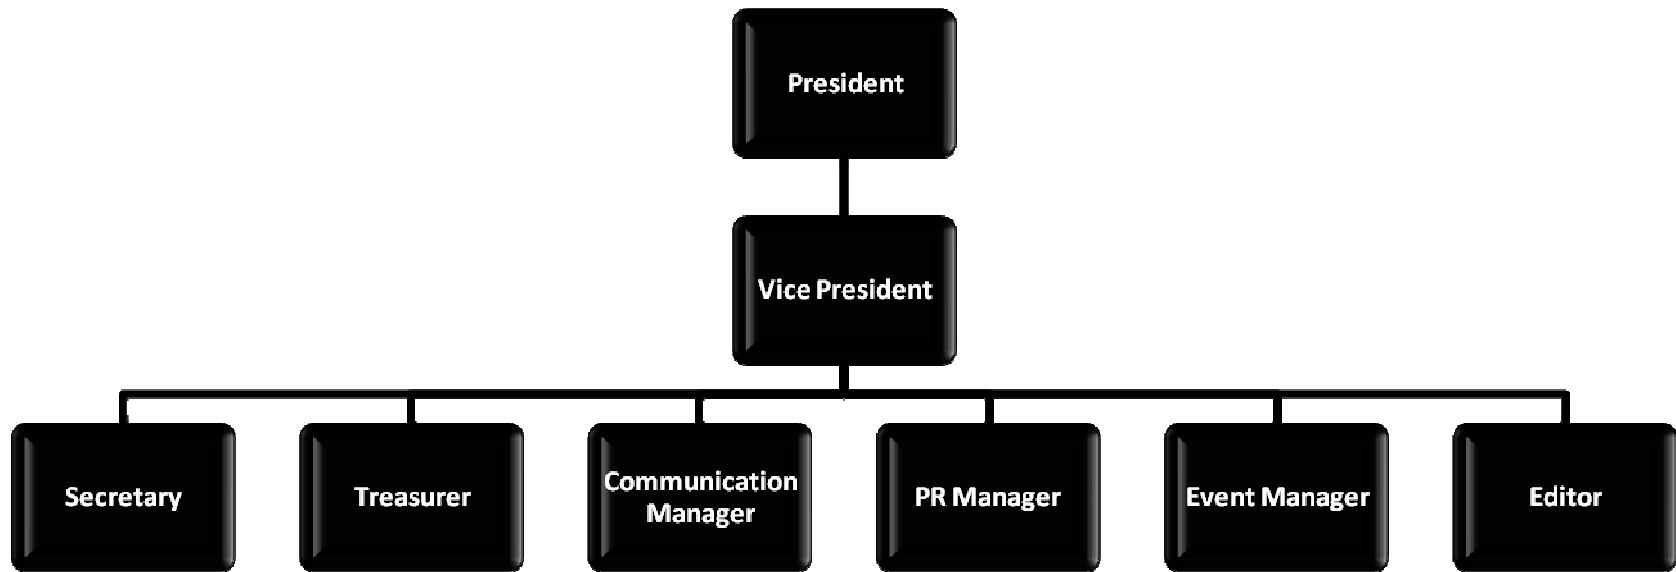 President
Vice President
Secretary
Treasurer
Communication
Manager
PR Manager
Event Manager
Editor